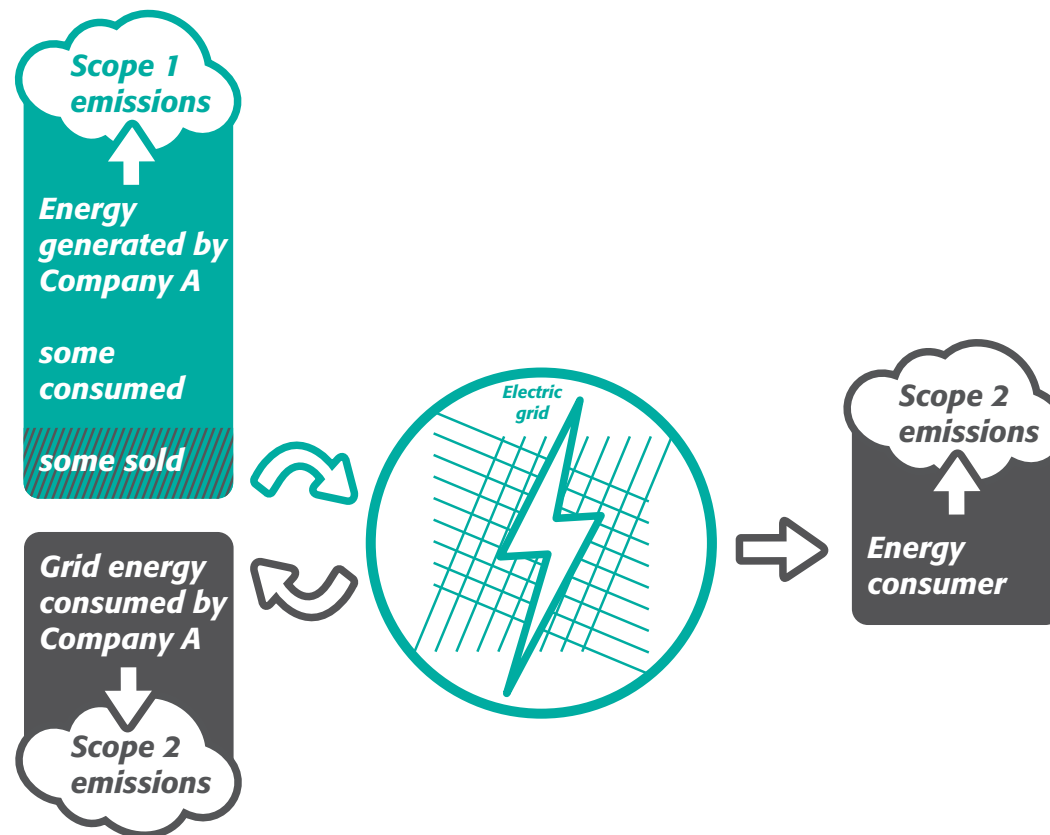 Scope 1
emissions
Energy
generated by
Company A
some
consumed
some sold
Grid energy
consumed by
Company A
Scope 2
emissions
Electric
grid
Scope 2
emissions
Energy
consumer